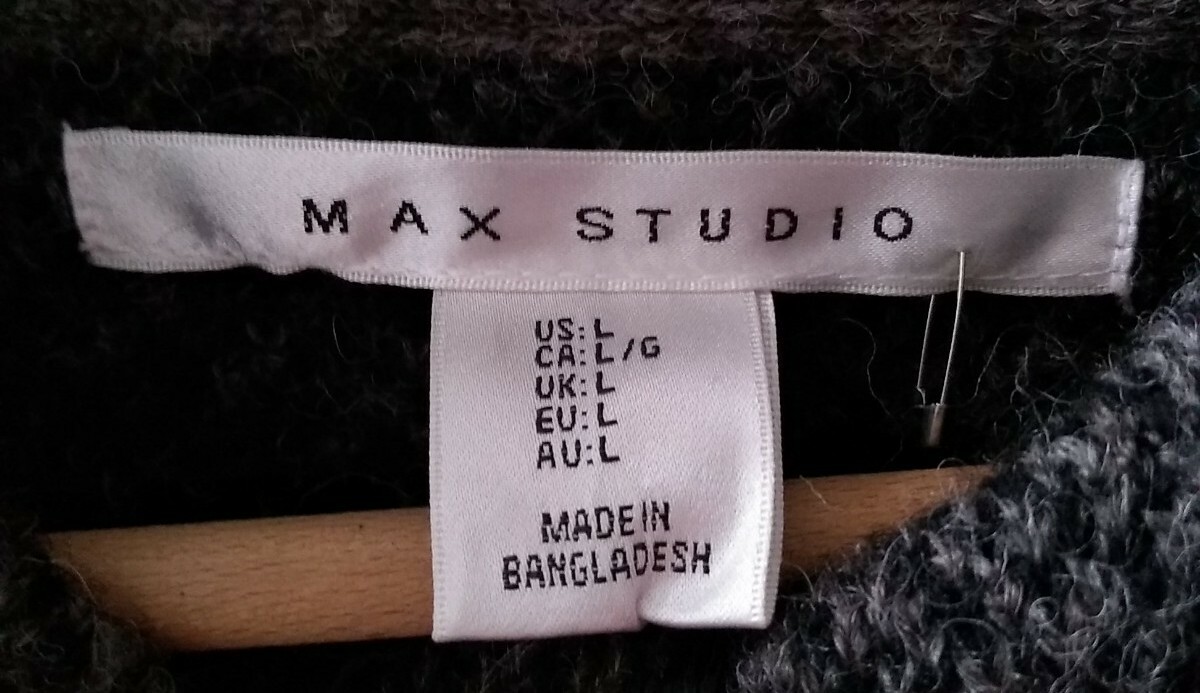 MAX STUDIO
US: L
CA: L/G
UK: L
EU: L
AU: L
MADE IN
BANGLADESH